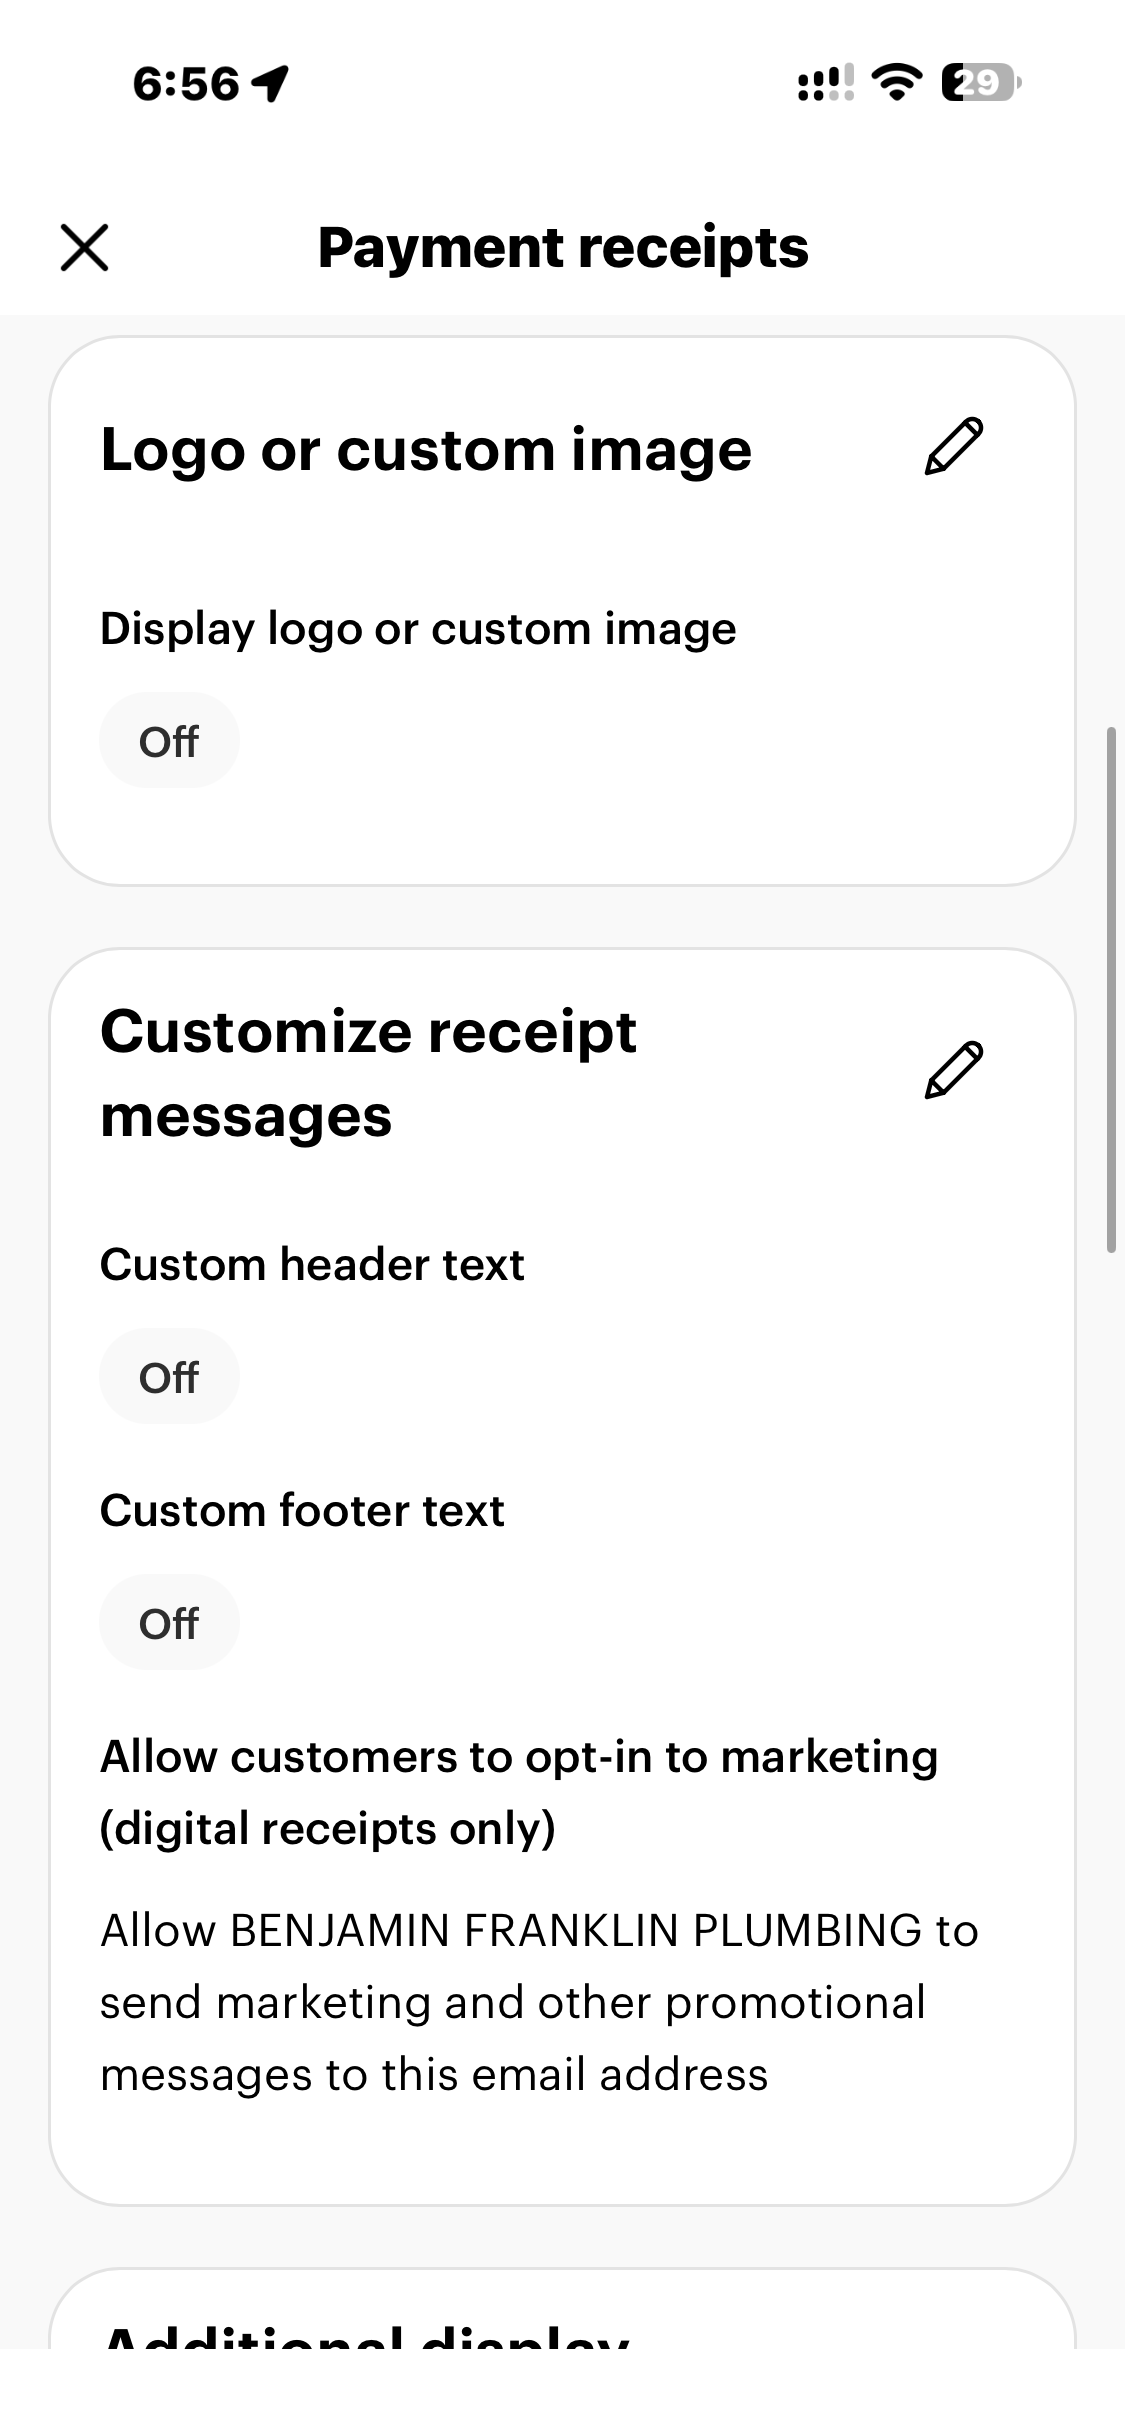 6:56
29
Payment receipts
Logo or custom image
Display logo or custom image
Off
Customize receipt
messages
Custom header text
Off
Custom footer text
Off
Allow customers to opt-in to marketing
(digital receipts only)
Allow BENJAMIN FRANKLIN PLUMBING to
send marketing and other promotional
messages to this email address
Additional display